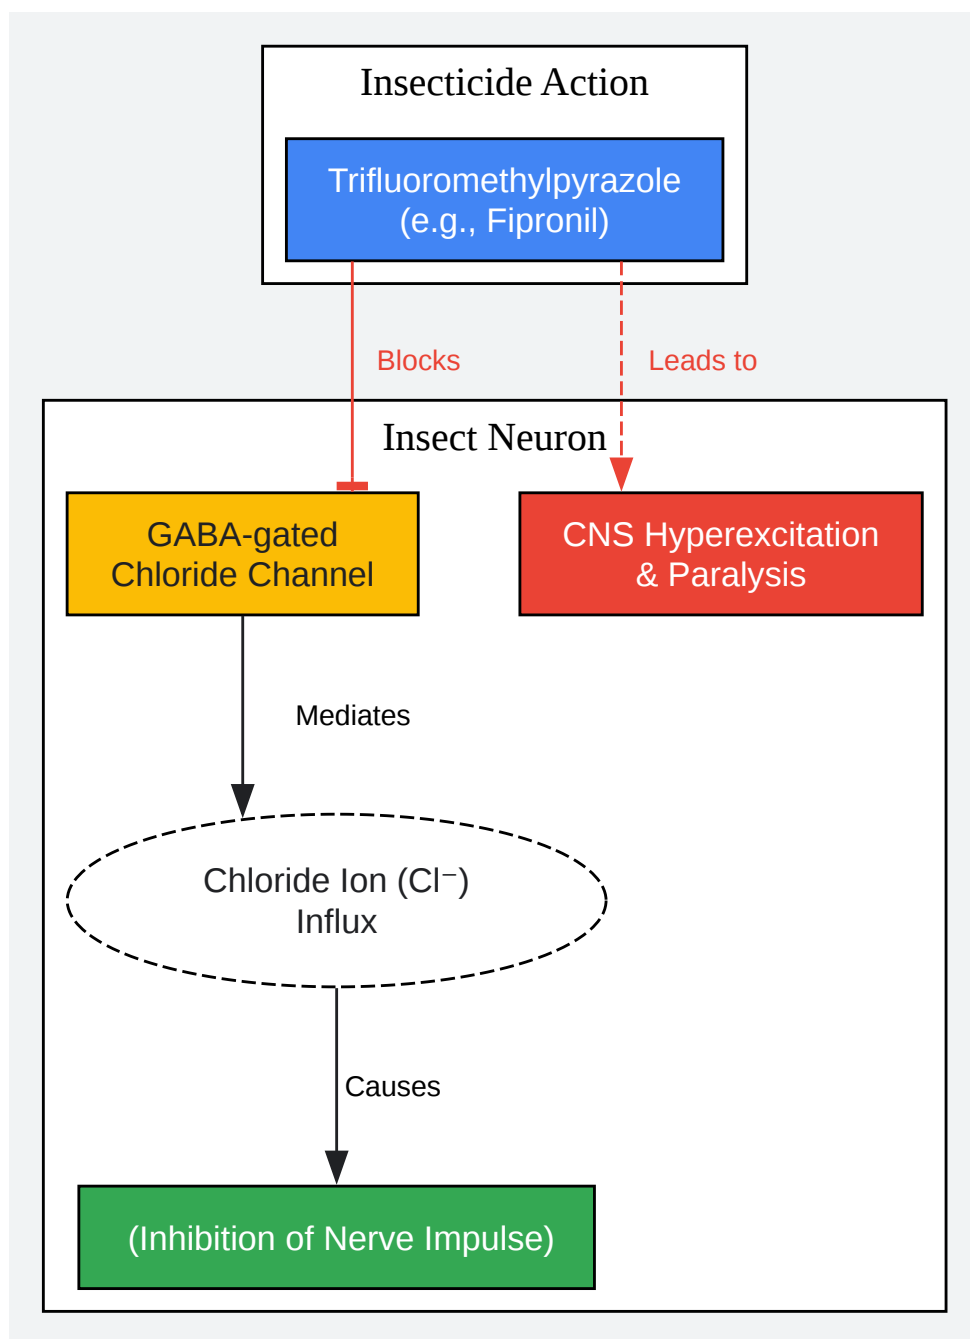 Insecticide Action
Trifluoromethylpyrazole
(e.g., Fipronil)
Blocks
Leads to
Insect Neuron
GABA-gated
Chloride Channel
CNS Hyperexcitation
& Paralysis
Mediates
Chloride Ion (Cl⁻)
Influx
Causes
(Inhibition of Nerve Impulse)